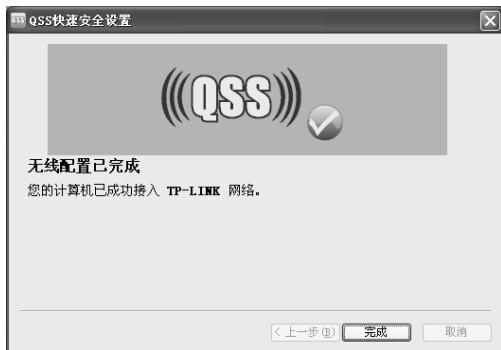 QSS QSS快速安全设置
(((QSS)))
无线配置已完成
您的计算机已成功接入 TP-LINK 网络。
<上一步(B) 完成 取消